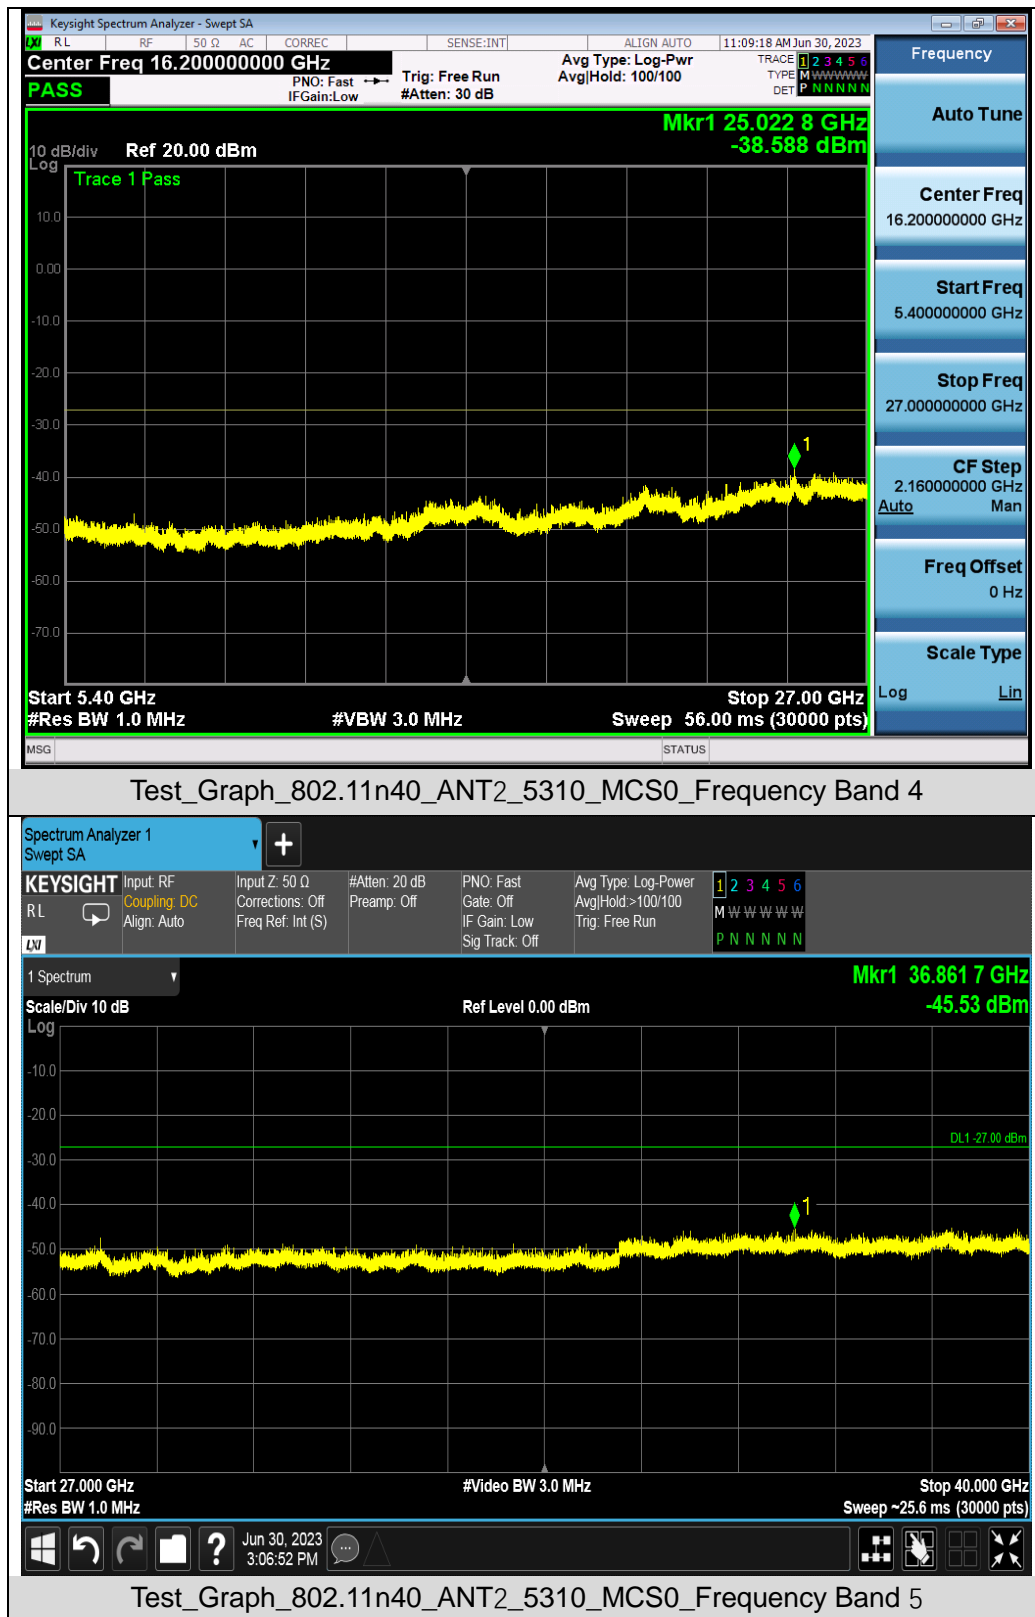 Keysight Spectrum Analyzer - Swept SA
LXI RL RF 50 Ω AC CORREC SENSE:INT ALIGN AUTO 11:09:18 AM Jun 30, 2023
Center Freq 16.200000000 GHz
PASS
PNO: Fast
IFGain:Low
Trig: Free Run
#Atten: 30 dB
Avg Type: Log-Pwr
Avg|Hold: 100/100
TRACE 1 2 3 4 5 6
TYPE M W W W W W
DET P N N N N N
Mkr1 25.022 8 GHz
-38.588 dBm
10 dB/div Ref 20.00 dBm
Log
Trace 1 Pass
10.0
0.00
-10.0
-20.0
-30.0
-40.0
-50.0
-60.0
-70.0
1
Start 5.40 GHz Stop 27.00 GHz
#Res BW 1.0 MHz #VBW 3.0 MHz Sweep 56.00 ms (30000 pts)
MSG STATUS
Frequency
Auto Tune
Center Freq
16.200000000 GHz
Start Freq
5.400000000 GHz
Stop Freq
27.000000000 GHz
CF Step
2.160000000 GHz
Auto Man
Freq Offset
0 Hz
Scale Type
Log Lin
Test_Graph_802.11n40_ANT2_5310_MCS0_Frequency Band 4
Spectrum Analyzer 1
Swept SA
+
KEYSIGHT
RL
LXI
Input: RF
Coupling: DC
Align: Auto
Input Z: 50 Ω
Corrections: Off
Freq Ref: Int (S)
#Atten: 20 dB
Preamp: Off
PNO: Fast
Gate: Off
IF Gain: Low
Sig Track: Off
Avg Type: Log-Power
Avg|Hold:>100/100
Trig: Free Run
1 2 3 4 5 6
M W W W W W
P N N N N N
1 Spectrum
Mkr1 36.861 7 GHz
-45.53 dBm
Scale/Div 10 dB Ref Level 0.00 dBm
Log
-10.0
-20.0
DL1 -27.00 dBm
-30.0
-40.0
-50.0
-60.0
-70.0
-80.0
-90.0
1
Start 27.000 GHz #Video BW 3.0 MHz Stop 40.000 GHz
#Res BW 1.0 MHz Sweep ~25.6 ms (30000 pts)
? Jun 30, 2023
3:06:52 PM
Test_Graph_802.11n40_ANT2_5310_MCS0_Frequency Band 5